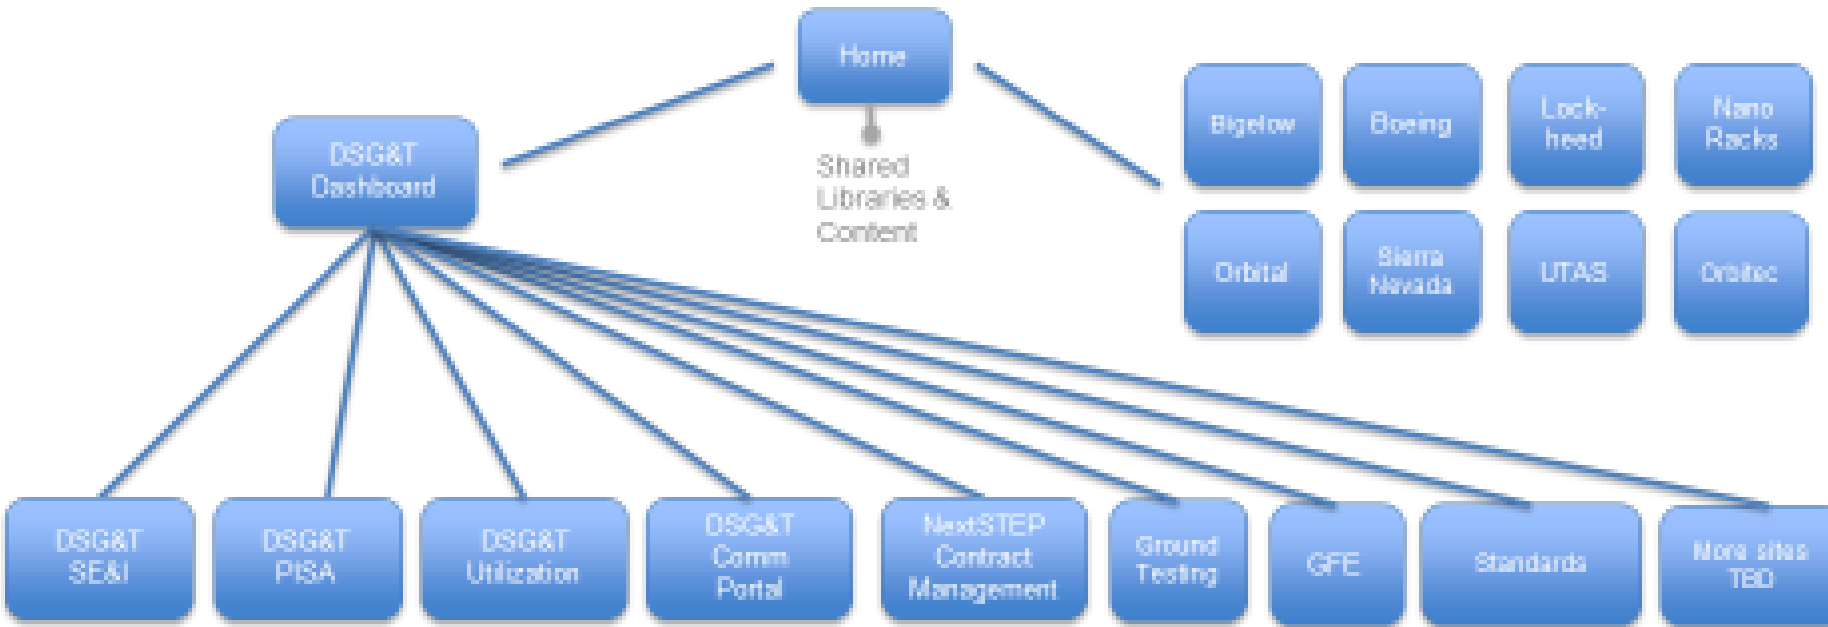 Home
DSG&T
Dashboard
Shared
Libraries &
Content
Bigelow
Boeing
Lock-
heed
Nano
Racks
Orbital
Sierra
Nevada
UTAS
Orbitec
DSG&T
SE&I
DSG&T
PISA
DSG&T
Utilization
DSG&T
Comm
Portal
NextSTEP
Contract
Management
Ground
Testing
GFE
Standards
More sites
TBD